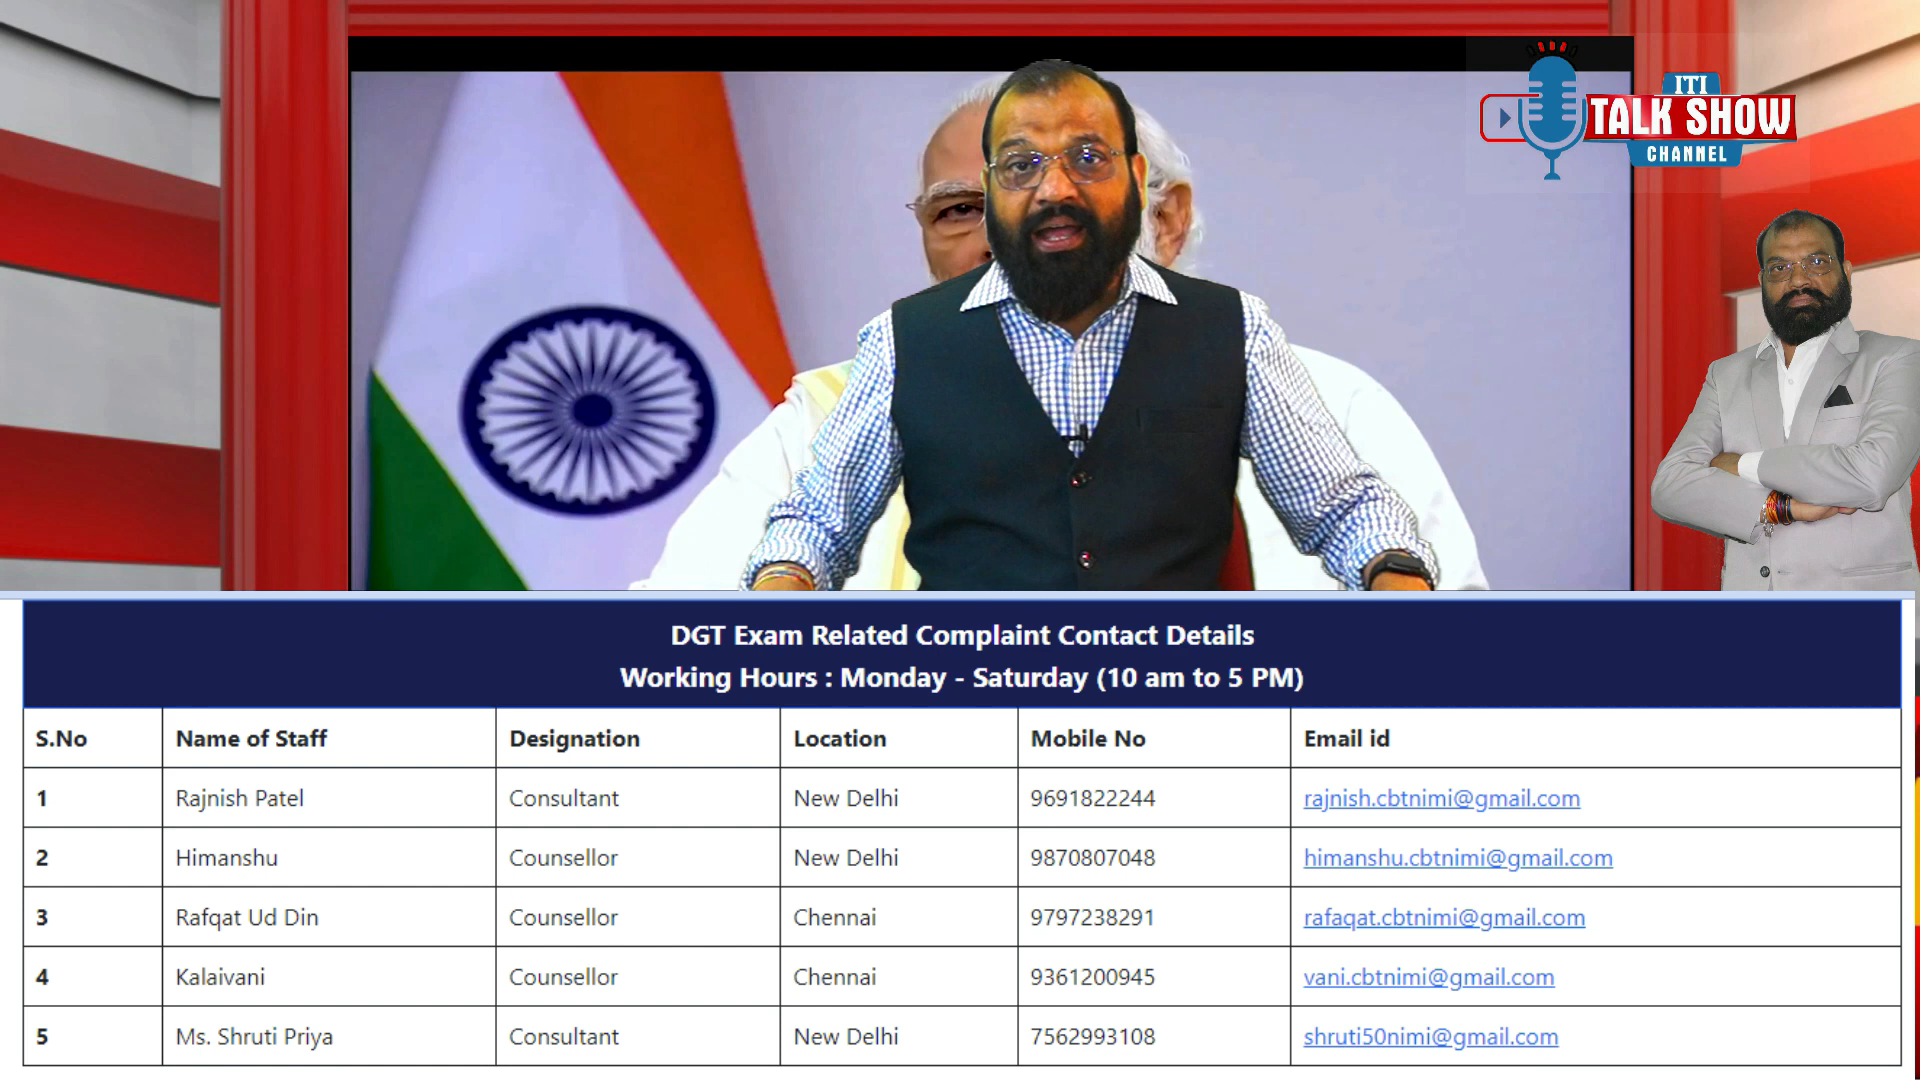 ITI
TALK SHOW
CHANNEL
DGT Exam Related Complaint Contact Details
Working Hours : Monday - Saturday (10 am to 5 PM)
S.No Name of Staff Designation Location Mobile No Email id
1 Rajnish Patel Consultant New Delhi 9691822244 rajnish.cbtnimi@gmail.com
2 Himanshu Counsellor New Delhi 9870807048 himanshu.cbtnimi@gmail.com
3 Rafqat Ud Din Counsellor Chennai 9797238291 rafaqat.cbtnimi@gmail.com
4 Kalaivani Counsellor Chennai 9361200945 vani.cbtnimi@gmail.com
5 Ms. Shruti Priya Consultant New Delhi 7562993108 shruti50nimi@gmail.com